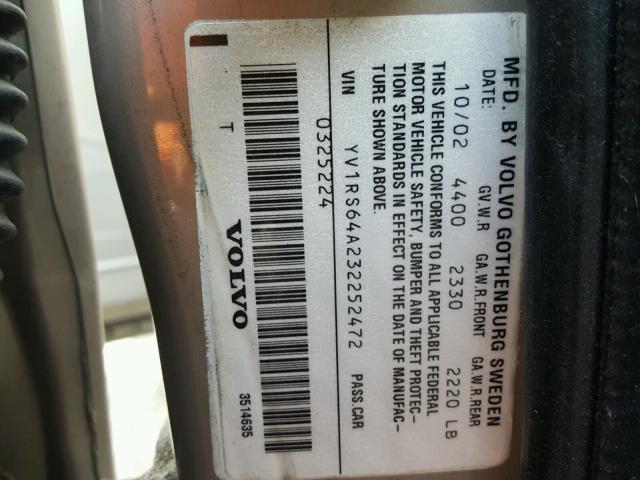 MFD. BY VOLVO GOTHENBURG SWEDEN
DATE: GV.W.R GA.W.R.FRONT GA.W.R.REAR
10/02 4400 2330 2220 LB
THIS VEHICLE CONFORMS TO ALL APPLICABLE FEDERAL
MOTOR VEHICLE SAFETY, BUMPER AND THEFT PROTEC-
TION STANDARDS IN EFFECT ON THE DATE OF MANUFAC-
TURE SHOWN ABOVE.
VIN YV1RS64A232252472 PASS.CAR
0325224
VOLVO 3514635
T